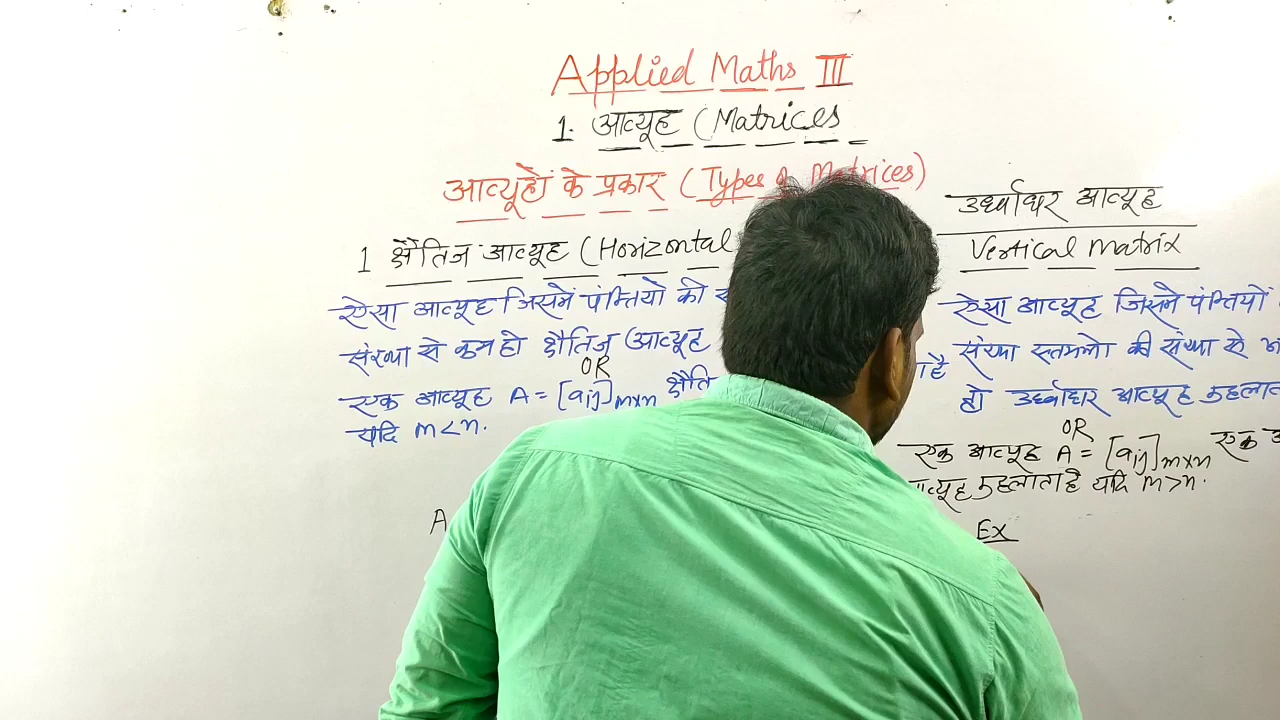 Applied Maths III
1. आव्यूह (Matrices
आव्यूहों के प्रकार (Types of Matrices)
1 क्षैतिज आव्यूह (Horizontal
ऐसा आव्यूह जिसमें पंक्तियों की
संख्या से कम हो क्षैतिज आव्यूह
OR
एक आव्यूह A = [aij]mxn क्षैति
यदि m<n.
A
उर्ध्वाधर आव्यूह
Vertical Matrix
ऐसा आव्यूह जिसमे पंक्तियों
है संख्या स्तम्भो की संख्या से
हो उर्ध्वाधर आव्यूह कहलाता
OR
एक आव्यूह A = [aij]mxn एक
आव्यूह कहलाता है यदि m>n.
Ex